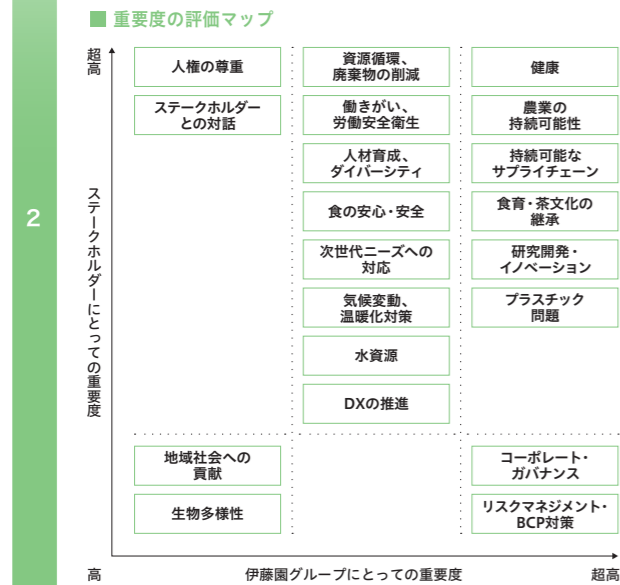 ■ 重要度の評価マップ
2
超高
ステークホルダーにとっての重要度
人権の尊重
資源循環、
廃棄物の削減
健康
ステークホルダー
との対話
働きがい、
労働安全衛生
農業の
持続可能性
人材育成、
ダイバーシティ
持続可能な
サプライチェーン
食の安心・安全
食育・茶文化の
継承
次世代ニーズへの
対応
研究開発・
イノベーション
気候変動、
温暖化対策
プラスチック
問題
水資源
DXの推進
地域社会への
貢献
コーポレート・
ガバナンス
生物多様性
リスクマネジメント・
BCP対策
高
伊藤園グループにとっての重要度
超高